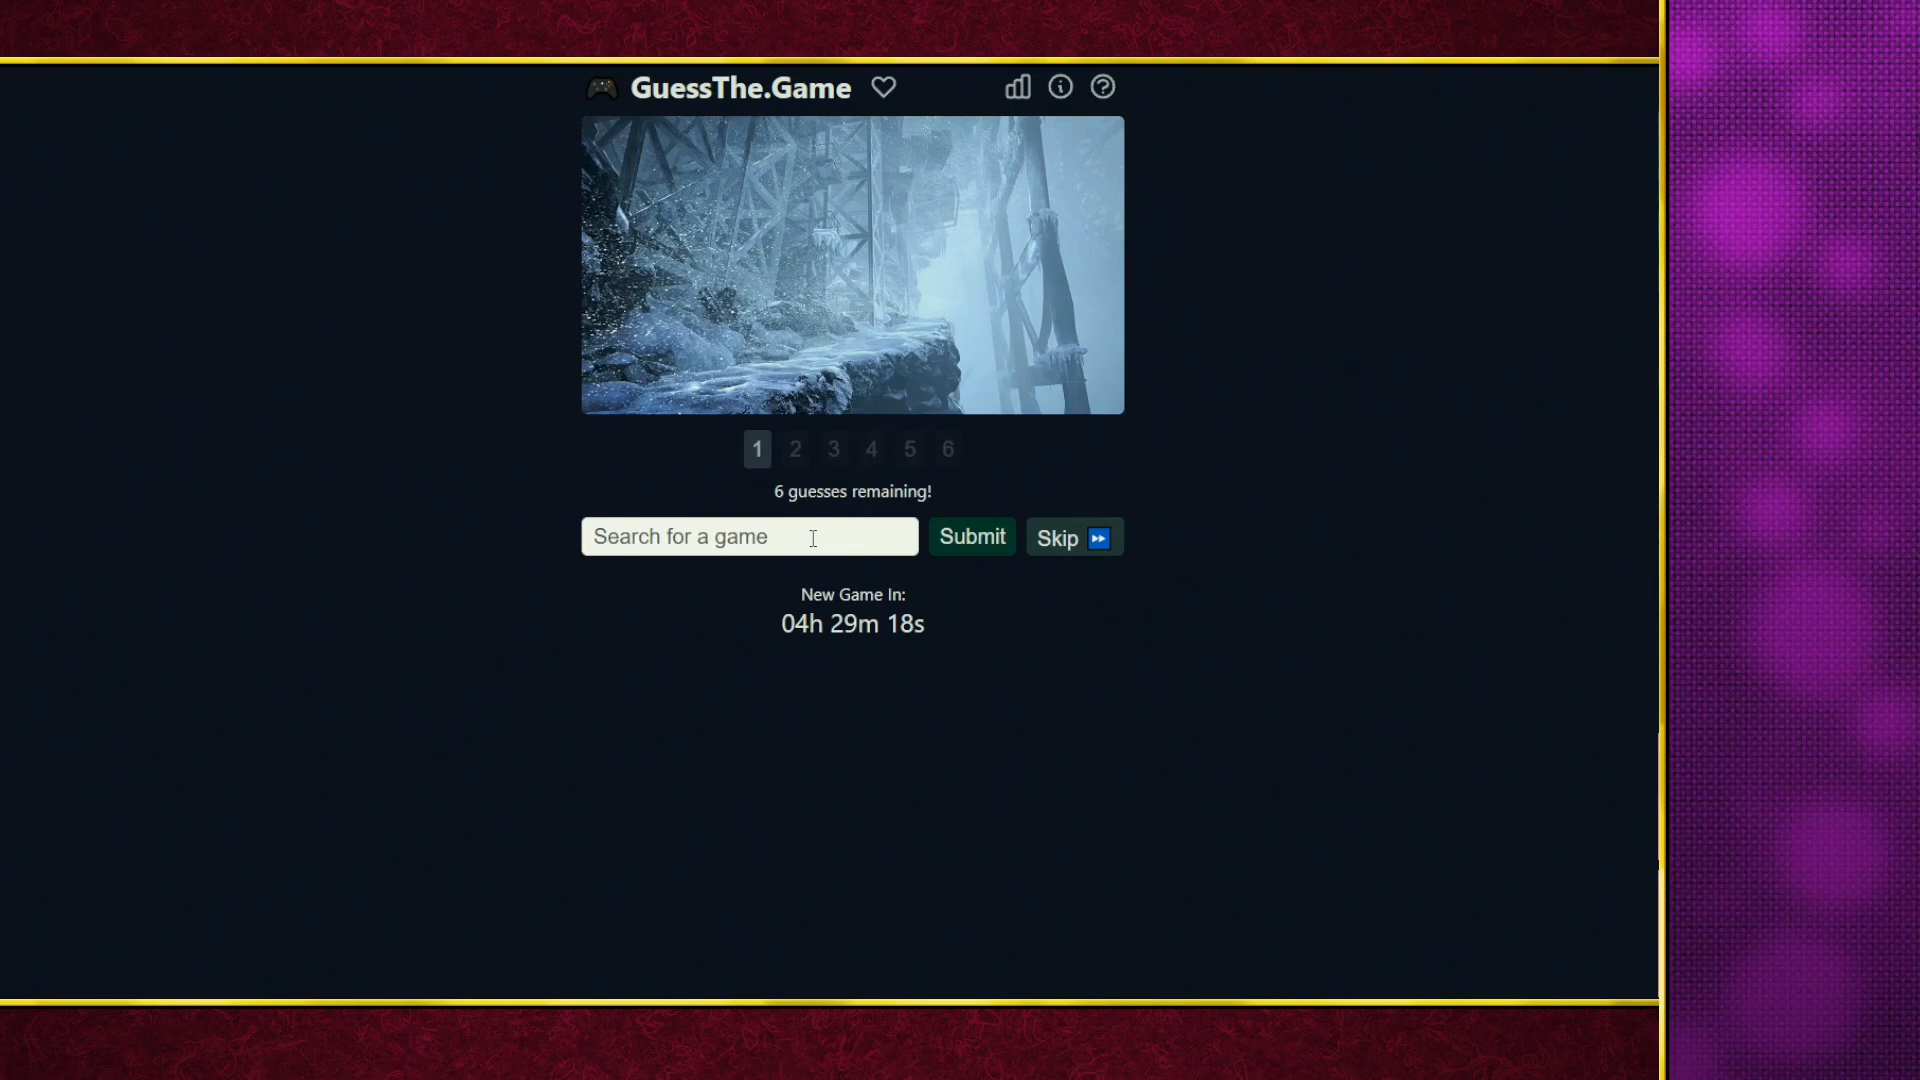 GuessThe.Game
1 2 3 4 5 6
6 guesses remaining!
Search for a game
Submit
Skip
New Game In:
04h 29m 18s